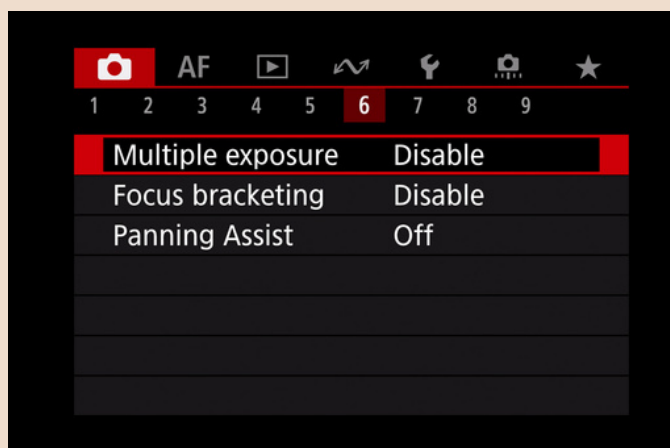 AF
1 2 3 4 5 6 7 8 9
Multiple exposure Disable
Focus bracketing Disable
Panning Assist Off